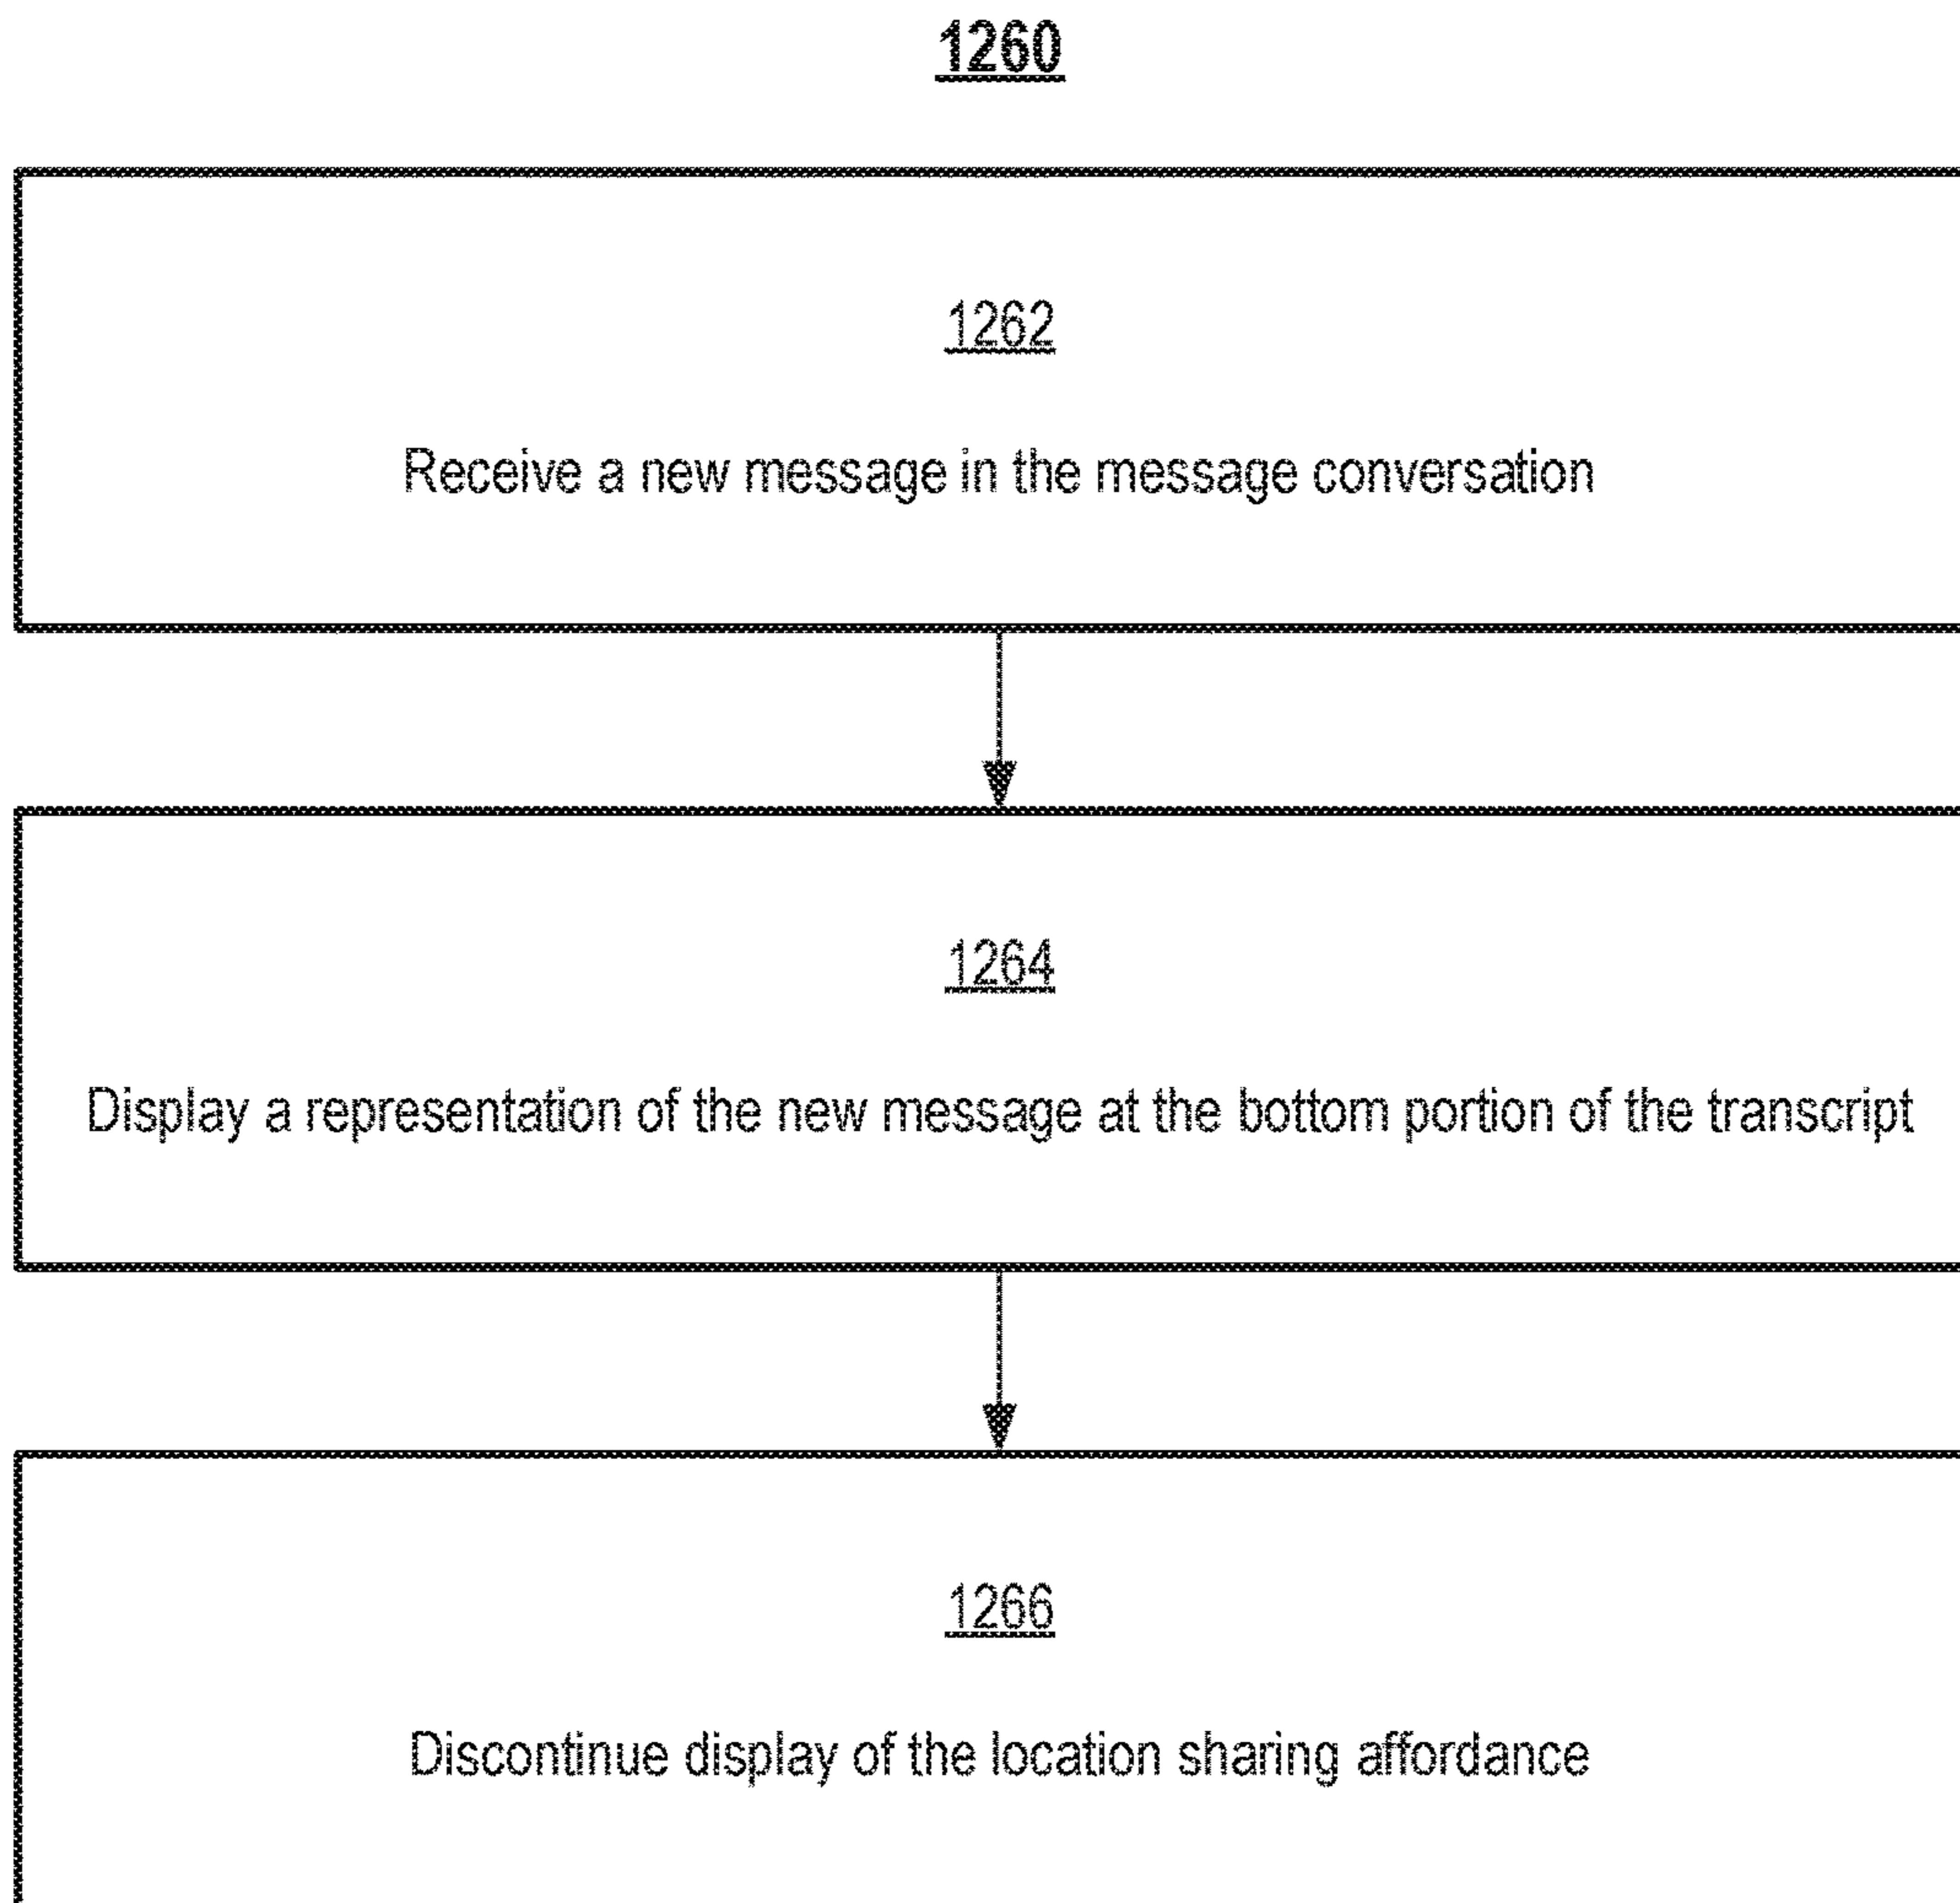 1260
1262
Receive a new message in the message conversation
1264
Display a representation of the new message at the bottom portion of the transcript
1266
Discontinue display of the location sharing affordance